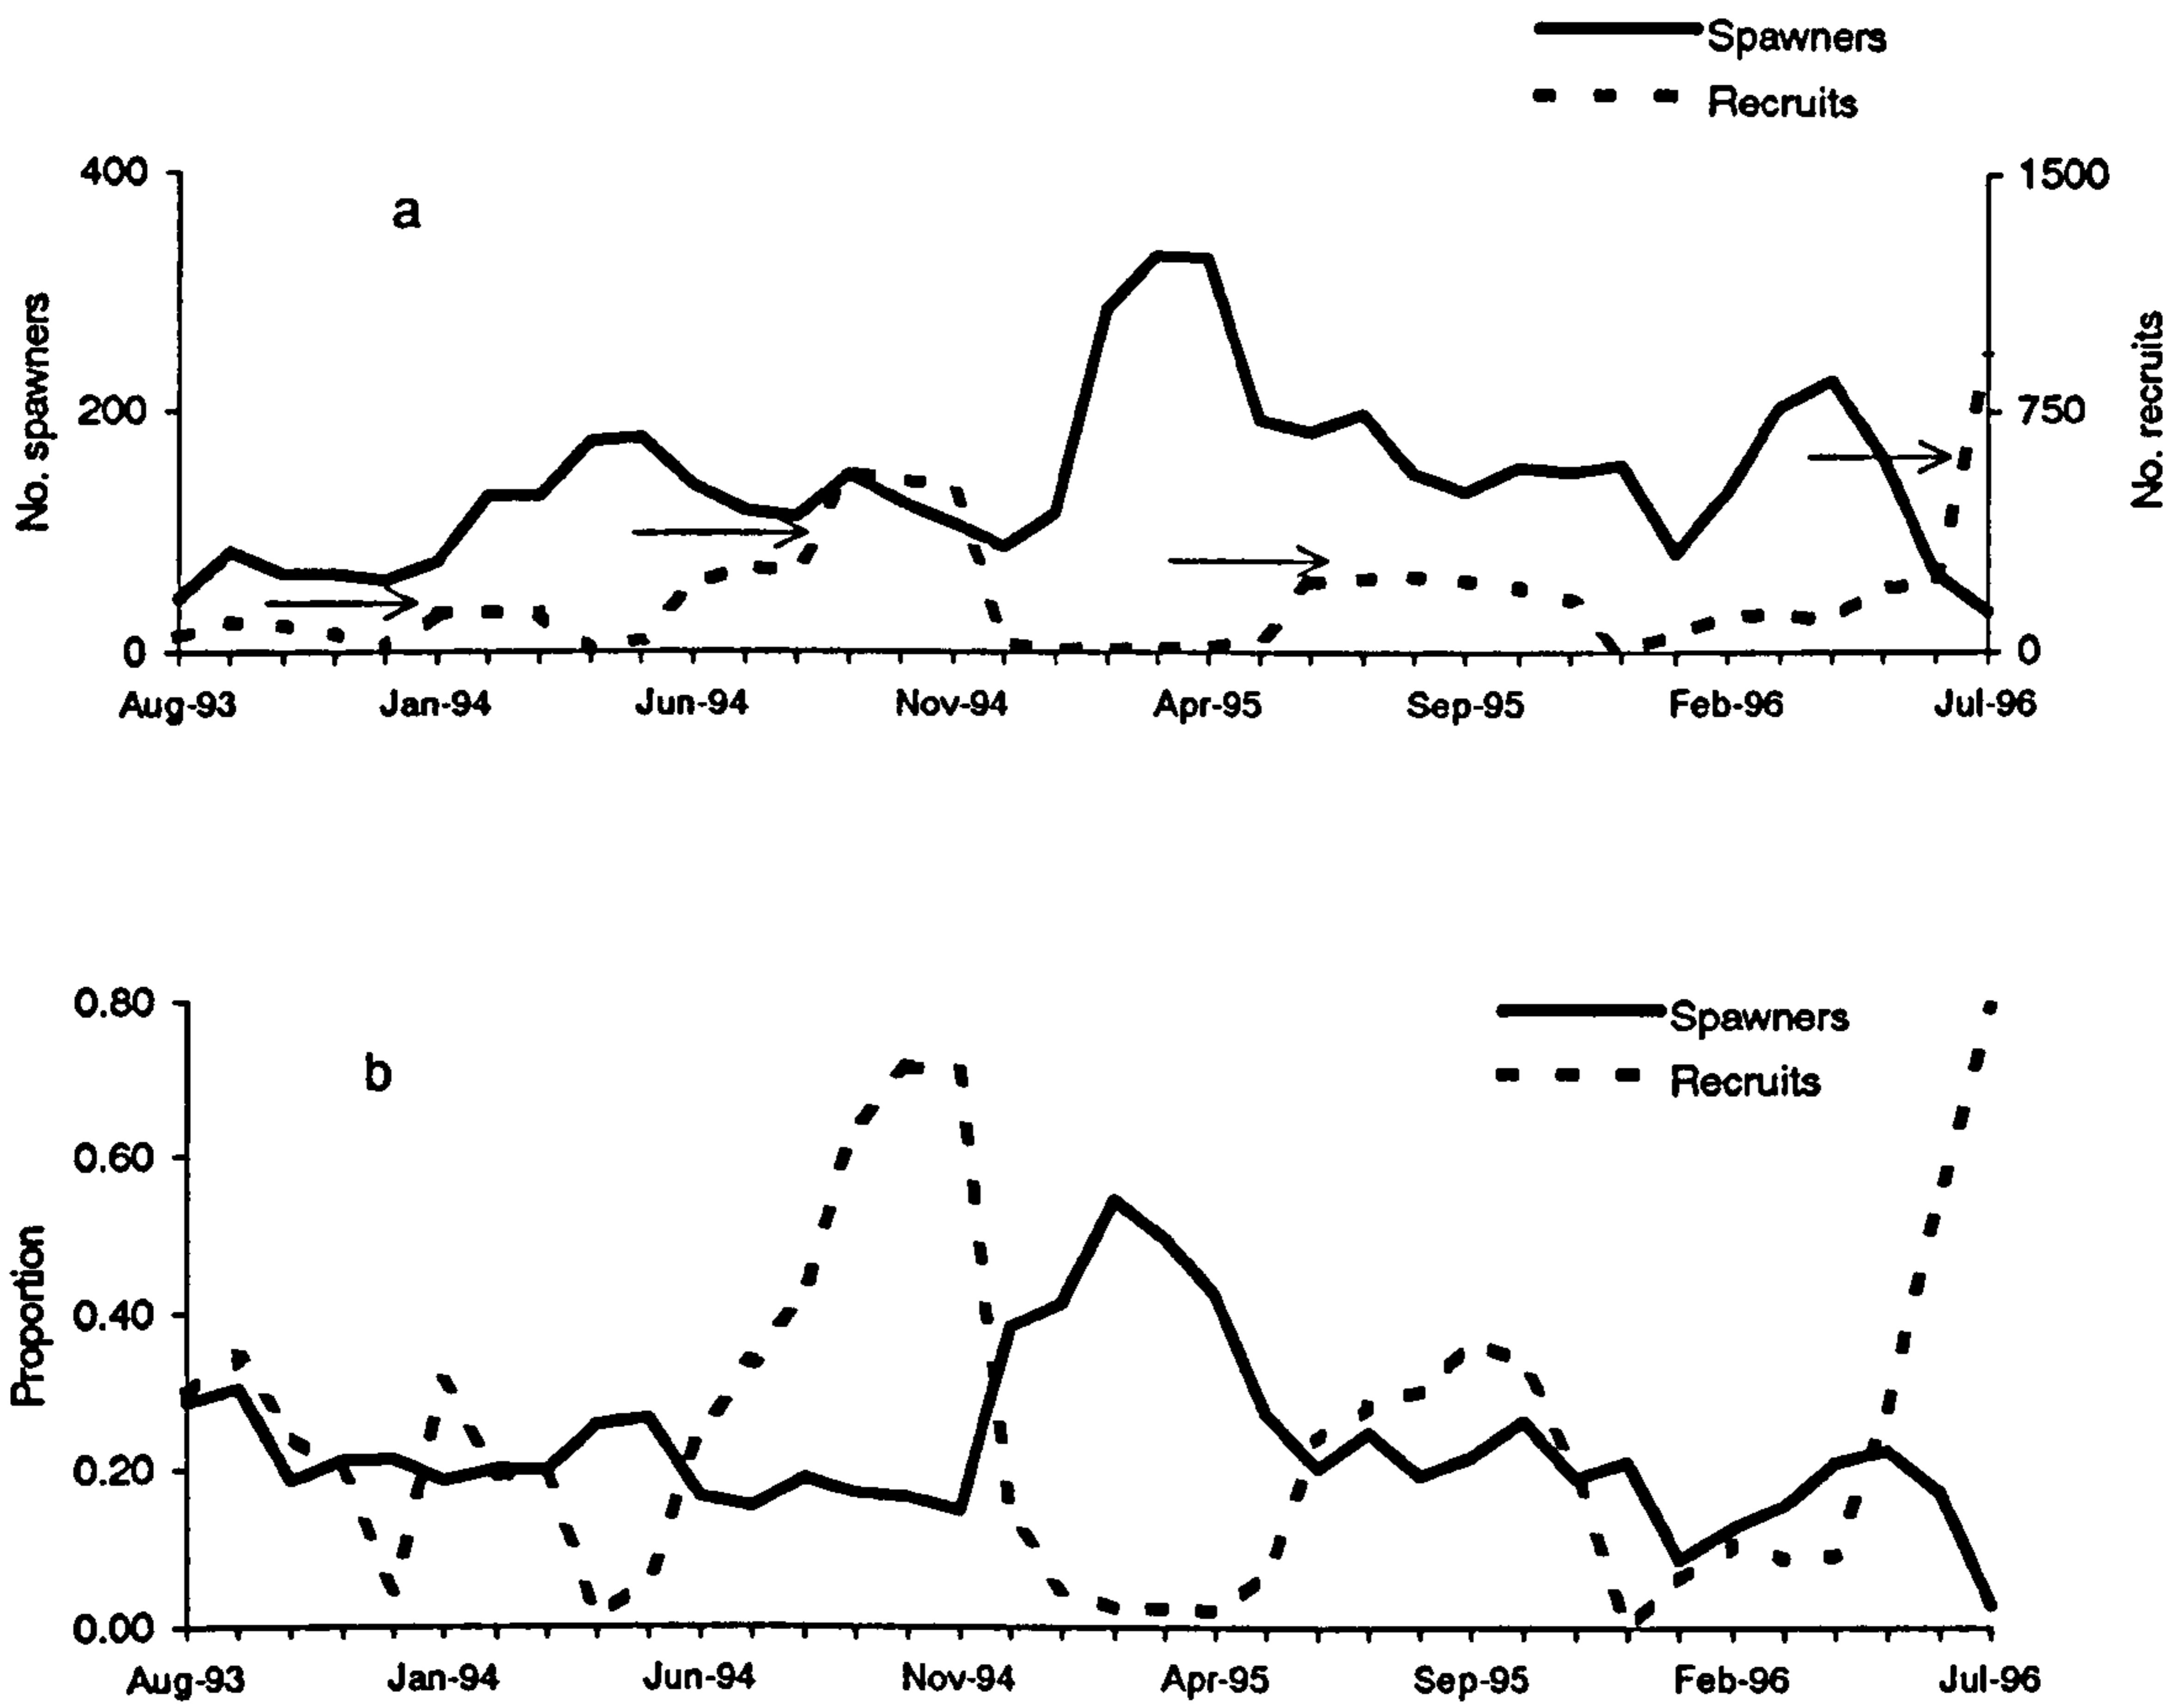 Spawners
Recruits
400
1500
a
No. spawners
No. recruits
200
750
0
0
Aug-93 Jan-94 Jun-94 Nov-94 Apr-95 Sep-95 Feb-96 Jul-96
0.80
Spawners
b
Recruits
0.60
Proportion
0.40
0.20
0.00
Aug-93 Jan-94 Jun-94 Nov-94 Apr-95 Sep-95 Feb-96 Jul-96